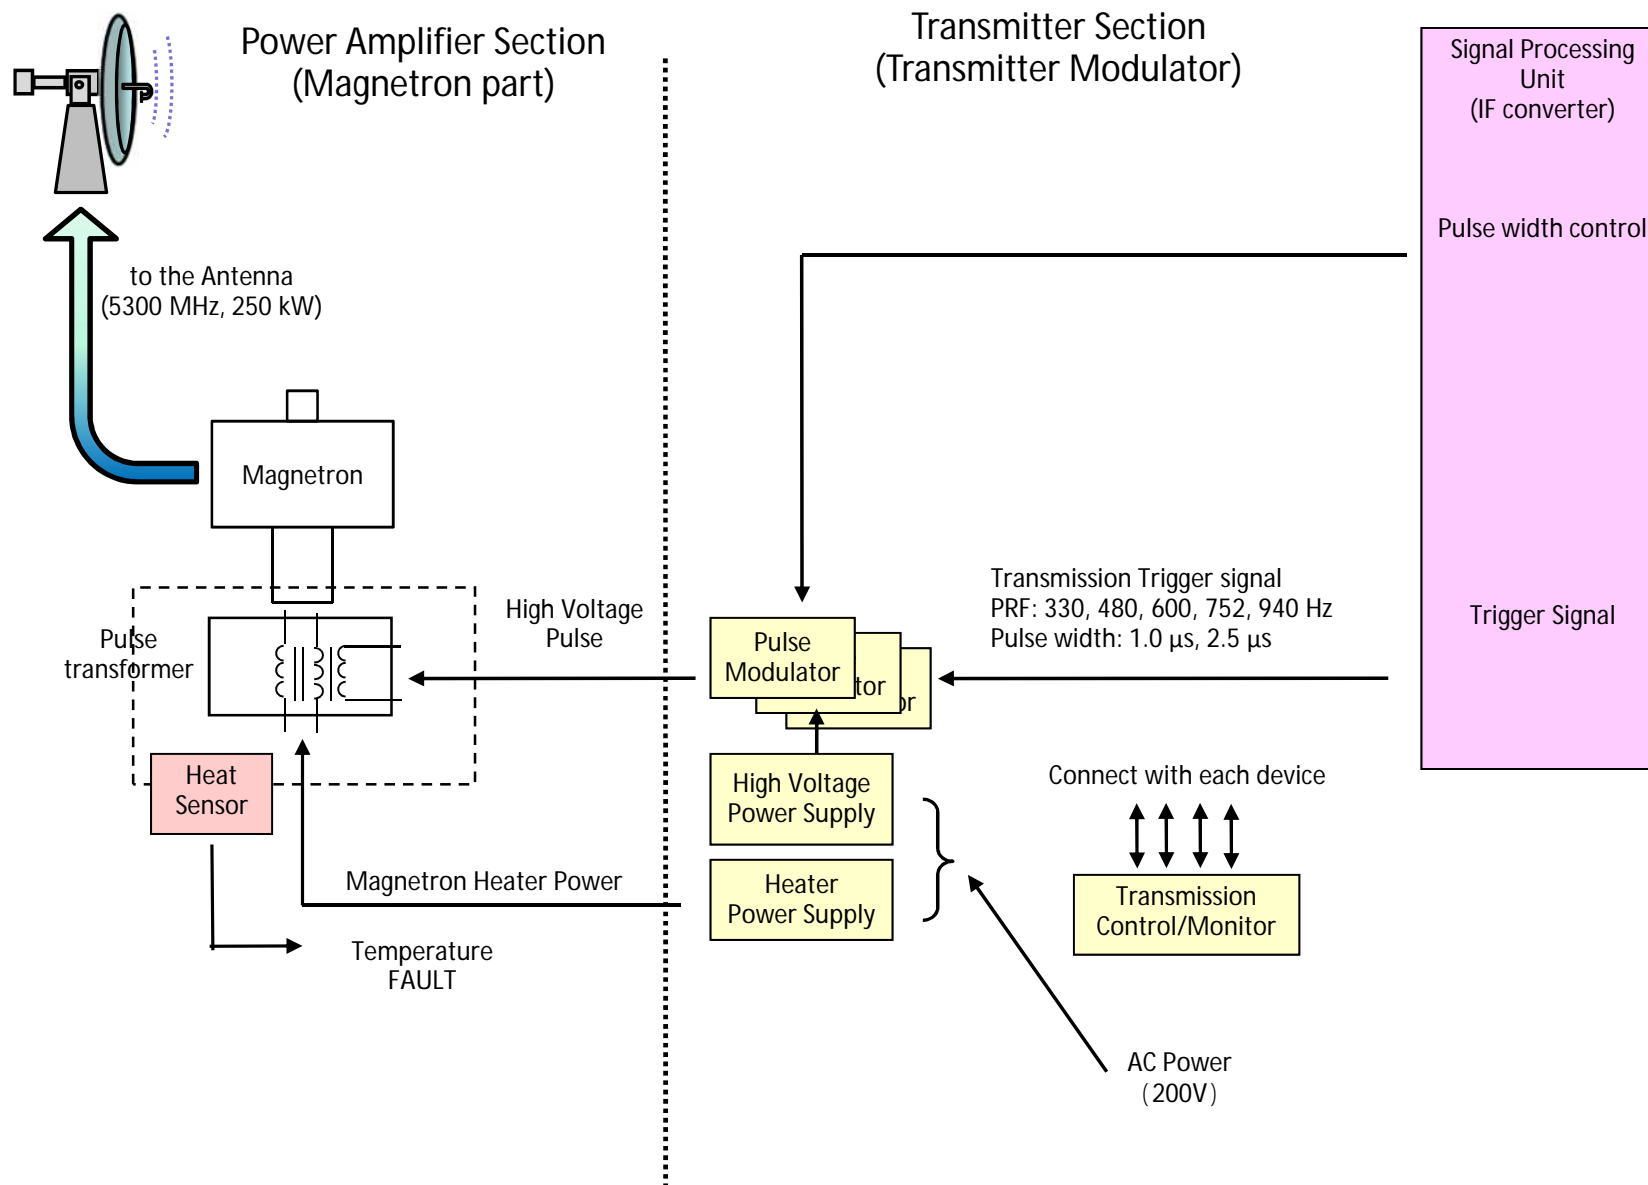 Power Amplifier Section
(Magnetron part)
Transmitter Section
(Transmitter Modulator)
Signal Processing
Unit
(IF converter)
Pulse width control
to the Antenna
(5300 MHz, 250 kW)
Magnetron
Transmission Trigger signal
PRF: 330, 480, 600, 752, 940 Hz
Pulse width: 1.0 µs, 2.5 µs
Trigger Signal
High Voltage
Pulse
Pulse
transformer
Pulse
Modulator
tor
or
Heat
Sensor
High Voltage
Power Supply
Connect with each device
Magnetron Heater Power
Heater
Power Supply
Transmission
Control/Monitor
Temperature
FAULT
AC Power
(200V)